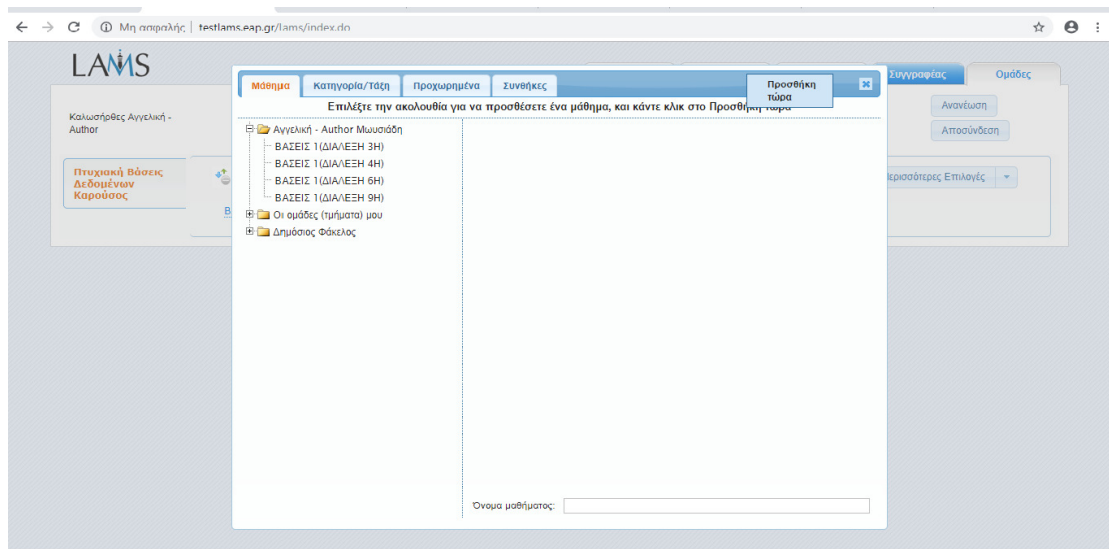 Μη ασφαλής | testlams.eap.gr/lams/index.do
LAMS
Συγγραφέας Ομάδες
Μάθημα Κατηγορία/Τάξη Προχωρημένα Συνθήκες Προσθήκη τώρα
Επιλέξτε την ακολουθία για να προσθέσετε ένα μάθημα, και κάντε κλικ στο Προσθήκη τώρα
Καλωσήρθες Αγγελική -
Author
Ανανέωση
Αποσύνδεση
Αγγελική - Author Μωυσιάδη
ΒΑΣΕΙΣ 1(ΔΙΑΛΕΞΗ 3Η)
ΒΑΣΕΙΣ 1(ΔΙΑΛΕΞΗ 4Η)
ΒΑΣΕΙΣ 1(ΔΙΑΛΕΞΗ 6Η)
ΒΑΣΕΙΣ 1(ΔΙΑΛΕΞΗ 9Η)
Οι ομάδες (τμήματα) μου
Δημόσιος Φάκελος
Πτυχιακή Βάσεις
Δεδομένων
Καρούσος
Β
ερισσότερες Επιλογές
Όνομα μαθήματος: